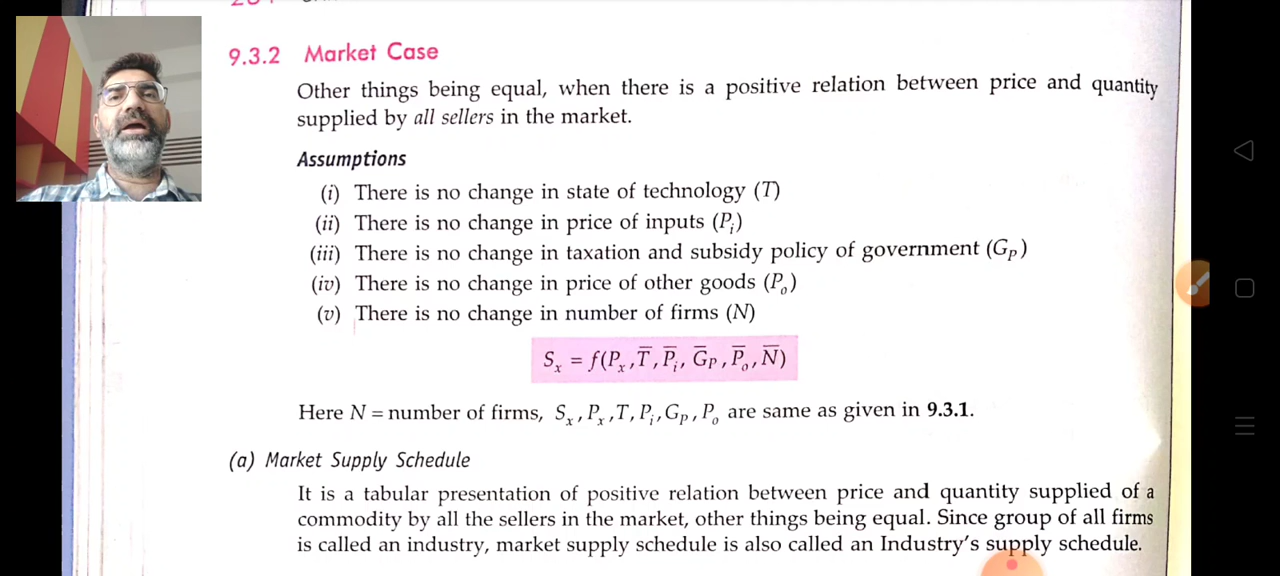 9.3.2 Market Case
Other things being equal, when there is a positive relation between price and quantity
supplied by all sellers in the market.
Assumptions
(i) There is no change in state of technology (T)
(ii) There is no change in price of inputs (Pᵢ)
(iii) There is no change in taxation and subsidy policy of government (G_P)
(iv) There is no change in price of other goods (Pₒ)
(v) There is no change in number of firms (N)
Sₓ = f(Pₓ, T̅, P̅ᵢ, G̅_P, P̅ₒ, N̅)
Here N = number of firms, Sₓ, Pₓ, T, Pᵢ, G_P, Pₒ are same as given in 9.3.1.
(a) Market Supply Schedule
It is a tabular presentation of positive relation between price and quantity supplied of a
commodity by all the sellers in the market, other things being equal. Since group of all firms
is called an industry, market supply schedule is also called an Industry's supply schedule.